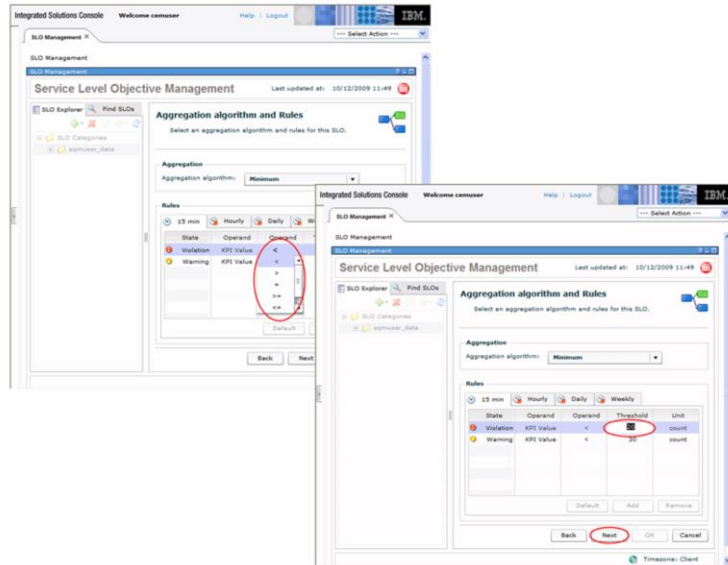 Integrated Solutions Console Welcome cemuser Help | Logout IBM.
SLO Management × --- Select Action ---
SLO Management
SLO Management
Service Level Objective Management Last updated at: 10/12/2009 11:49
SLO Explorer Find SLOs
SLO Categories
eqmuser_data
Aggregation algorithm and Rules
Select an aggregation algorithm and rules for this SLO.
Aggregation
Aggregation algorithm: Minimum
Rules
15 min Hourly Daily
State Operand Operand
Violation KPI Value <
Warning KPI Value <
>
=
>=
<=
Default
Back Next
Integrated Solutions Console Welcome cemuser Help | Logout IBM.
SLO Management × --- Select Action ---
SLO Management
SLO Management
Service Level Objective Management Last updated at: 10/12/2009 11:49
SLO Explorer Find SLOs
SLO Categories
eqmuser_data
Aggregation algorithm and Rules
Select an aggregation algorithm and rules for this SLO.
Aggregation
Aggregation algorithm: Minimum
Rules
15 min Hourly Daily Weekly
State Operand Operand Threshold Unit
Violation KPI Value < count
Warning KPI Value < 30 count
Default Add Remove
Back Next OK Cancel
Timezone: Client